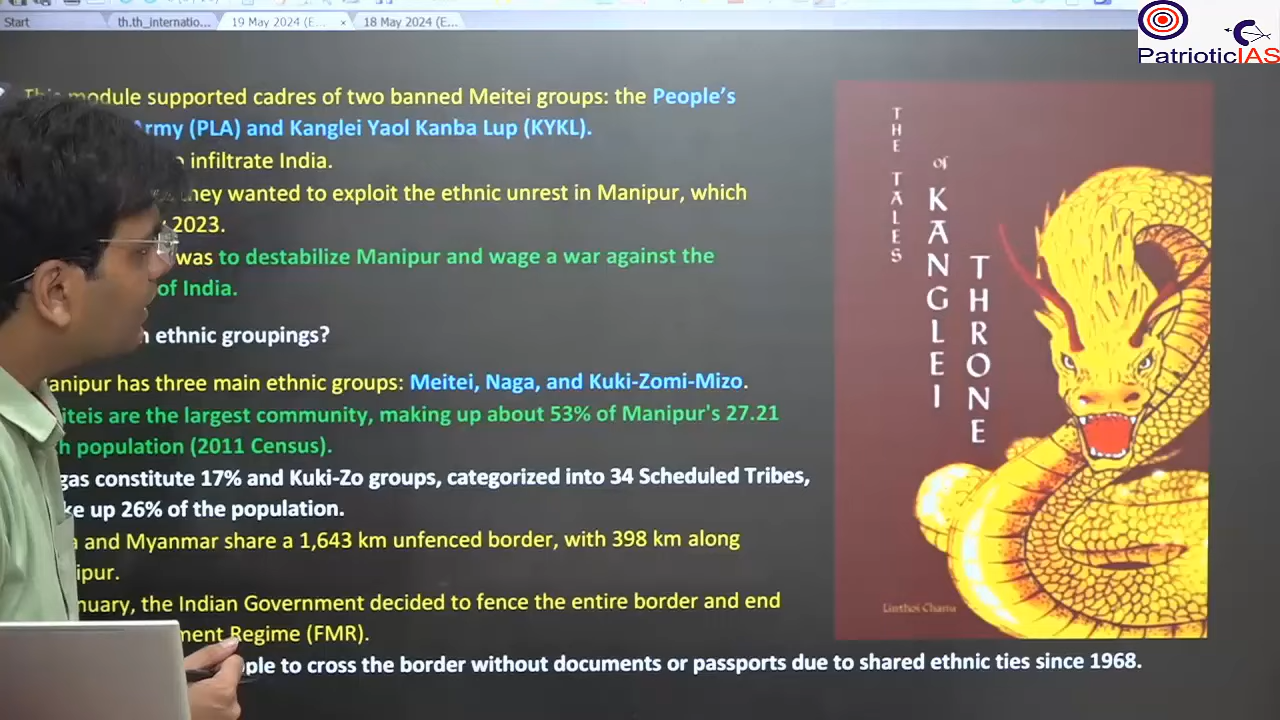 Start
th.th_internatio...
19 May 2024 (E...
×
18 May 2024 (E...
PatrioticIAS
This module supported cadres of two banned Meitei groups: the People's
Army (PLA) and Kanglei Yaol Kanba Lup (KYKL).
infiltrate India.
they wanted to exploit the ethnic unrest in Manipur, which
2023.
was to destabilize Manipur and wage a war against the
of India.
ethnic groupings?
anipur has three main ethnic groups: Meitei, Naga, and Kuki-Zomi-Mizo.
iteis are the largest community, making up about 53% of Manipur's 27.21
h population (2011 Census).
gas constitute 17% and Kuki-Zo groups, categorized into 34 Scheduled Tribes,
ke up 26% of the population.
and Myanmar share a 1,643 km unfenced border, with 398 km along
ipur.
nuary, the Indian Government decided to fence the entire border and end
ment Regime (FMR).
ople to cross the border without documents or passports due to shared ethnic ties since 1968.
THE TALES
of
KANGLEI
THRONE
Linthoi Chanu